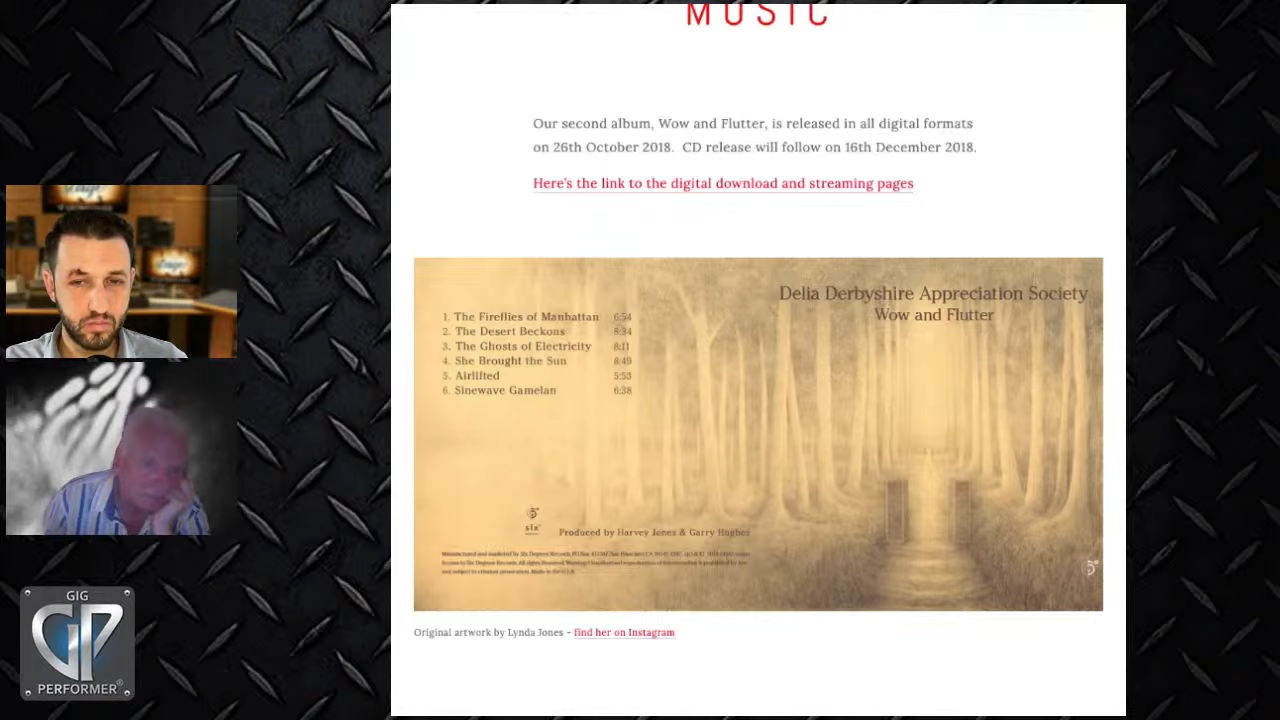 MUSIC
Our second album, Wow and Flutter, is released in all digital formats
on 26th October 2018. CD release will follow on 16th December 2018.
Here's the link to the digital download and streaming pages
Delia Derbyshire Appreciation Society
Wow and Flutter
1. The Fireflies of Manhattan 6:54
2. The Desert Beckons 8:34
3. The Ghosts of Electricity 8:11
4. She Brought the Sun 8:49
5. Airlifted 5:53
6. Sinewave Gamelan 6:38
six°
Produced by Harvey Jones & Garry Hughes
Original artwork by Lynda Jones - find her on Instagram
GIG
GP
PERFORMER®